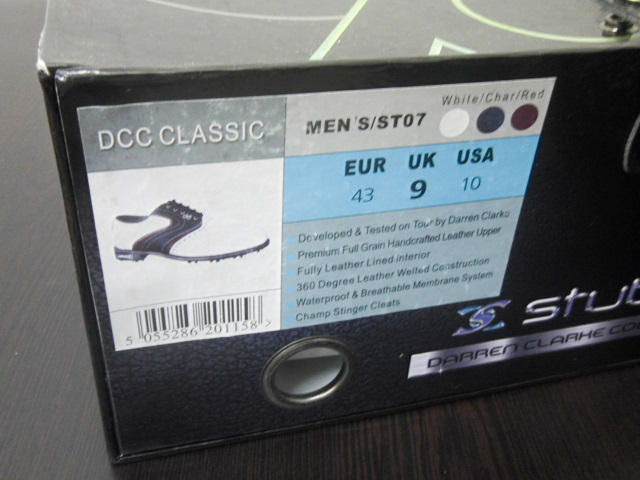 DCC CLASSIC
MEN'S/ST07
White/Char/Red
EUR UK USA
43 9 10
Developed & Tested on Tour by Darren Clarke
Premium Full Grain Handcrafted Leather Upper
Fully Leather Lined interior
360 Degree Leather Welted Construction
Waterproof & Breathable Membrane System
Champ Stinger Cleats
5 055286 201158 >
DARREN CLARKE